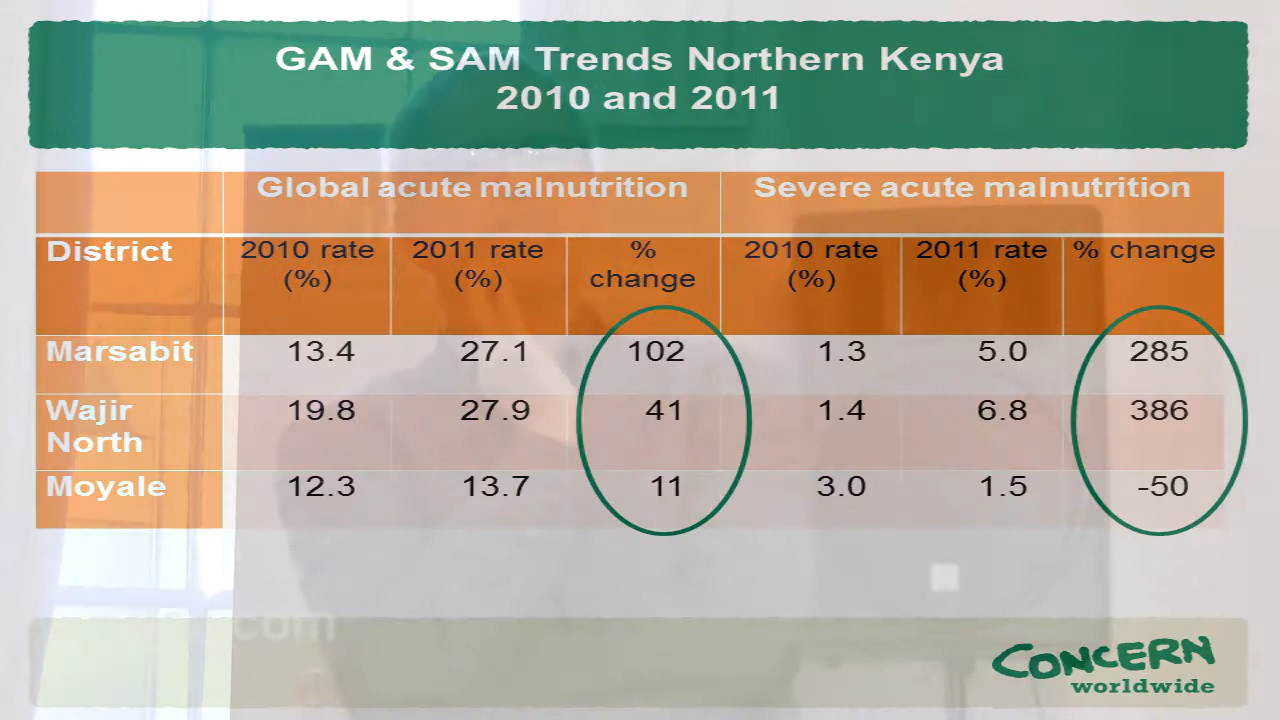 GAM & SAM Trends Northern Kenya
2010 and 2011
Global acute malnutrition Severe acute malnutrition
District 2010 rate (%) 2011 rate (%) % change 2010 rate (%) 2011 rate (%) % change
Marsabit 13.4 27.1 102 1.3 5.0 285
Wajir North 19.8 27.9 41 1.4 6.8 386
Moyale 12.3 13.7 11 3.0 1.5 -50
.com
CONCERN
worldwide